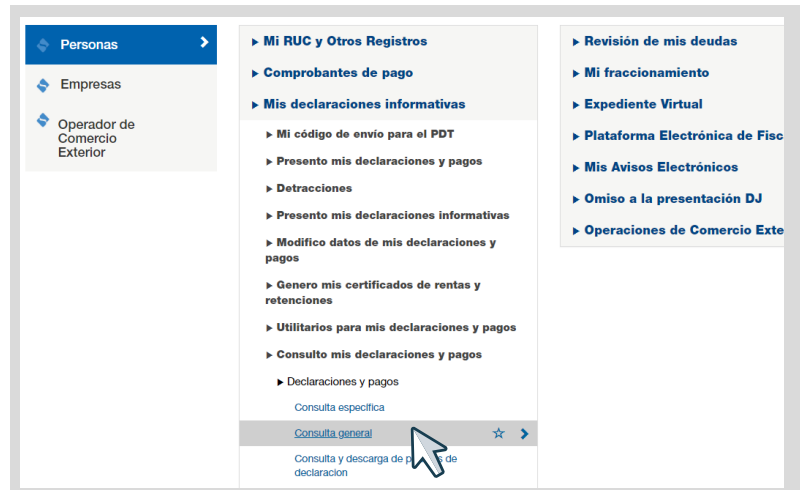 Personas
Empresas
Operador de
Comercio
Exterior
Mi RUC y Otros Registros
Comprobantes de pago
Mis declaraciones informativas
Mi código de envío para el PDT
Presento mis declaraciones y pagos
Detracciones
Presento mis declaraciones informativas
Modifico datos de mis declaraciones y
pagos
Genero mis certificados de rentas y
retenciones
Utilitarios para mis declaraciones y pagos
Consulto mis declaraciones y pagos
Declaraciones y pagos
Consulta especifica
Consulta general
Consulta y descarga de de
declaracion
Revisión de mis deudas
Mi fraccionamiento
Expediente Virtual
Plataforma Electrónica de Fisc
Mis Avisos Electrónicos
Omiso a la presentación DJ
Operaciones de Comercio Exte